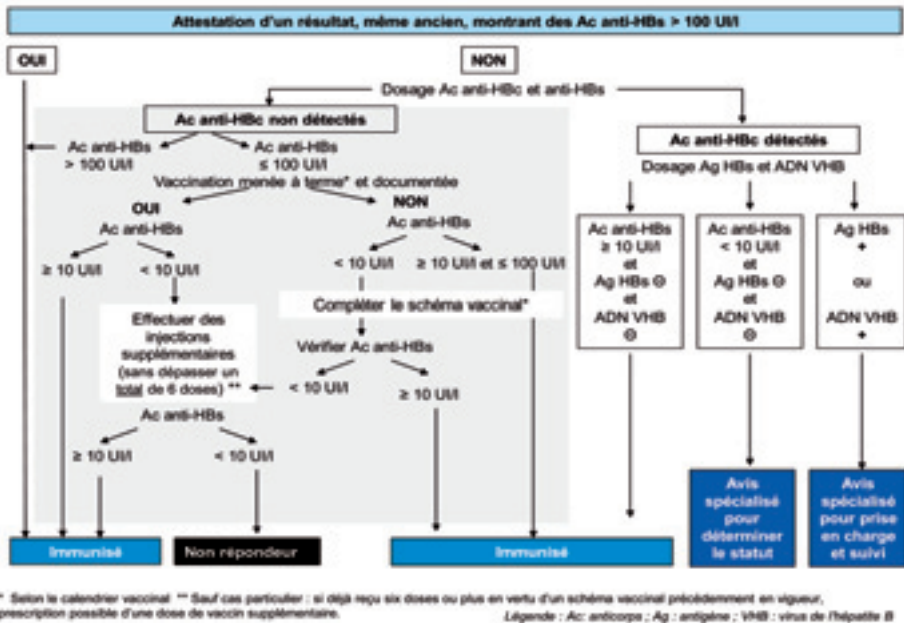 Attestation d'un résultat, même ancien, montrant des Ac anti-HBs > 100 UI/l
OUI
NON
Dosage Ac anti-HBc et anti-HBs
Ac anti-HBc non détectés
Ac anti-HBs
> 100 UI/l
Ac anti-HBs
≤ 100 UI/l
Vaccination menée à terme* et documentée
OUI
Ac anti-HBs
≥ 10 UI/l
< 10 UI/l
Effectuer des
injections
supplémentaires
(sans dépasser un
total de 6 doses) **
Ac anti-HBs
≥ 10 UI/l
< 10 UI/l
NON
Ac anti-HBs
< 10 UI/l
≥ 10 UI/l et ≤ 100 UI/l
Compléter le schéma vaccinal*
Vérifier Ac anti-HBs
< 10 UI/l
≥ 10 UI/l
Ac anti-HBc détectés
Dosage Ag HBs et ADN VHB
Ac anti-HBs
≥ 10 UI/l
et
Ag HBs ⊖
et
ADN VHB
⊖
Ac anti-HBs
< 10 UI/l
et
Ag HBs ⊖
et
ADN VHB
⊖
Ag HBs
+
ou
ADN VHB
+
Immunisé
Non répondeur
Immunisé
Avis
spécialisé
pour
déterminer
le statut
Avis
spécialisé
pour prise
en charge
et suivi
* Selon le calendrier vaccinal ** Sauf cas particulier : si déjà reçu six doses ou plus en vertu d'un schéma vaccinal précédemment en vigueur,
prescription possible d'une dose de vaccin supplémentaire.
Légende : Ac: anticorps ; Ag : antigène ; VHB : virus de l'hépatite B